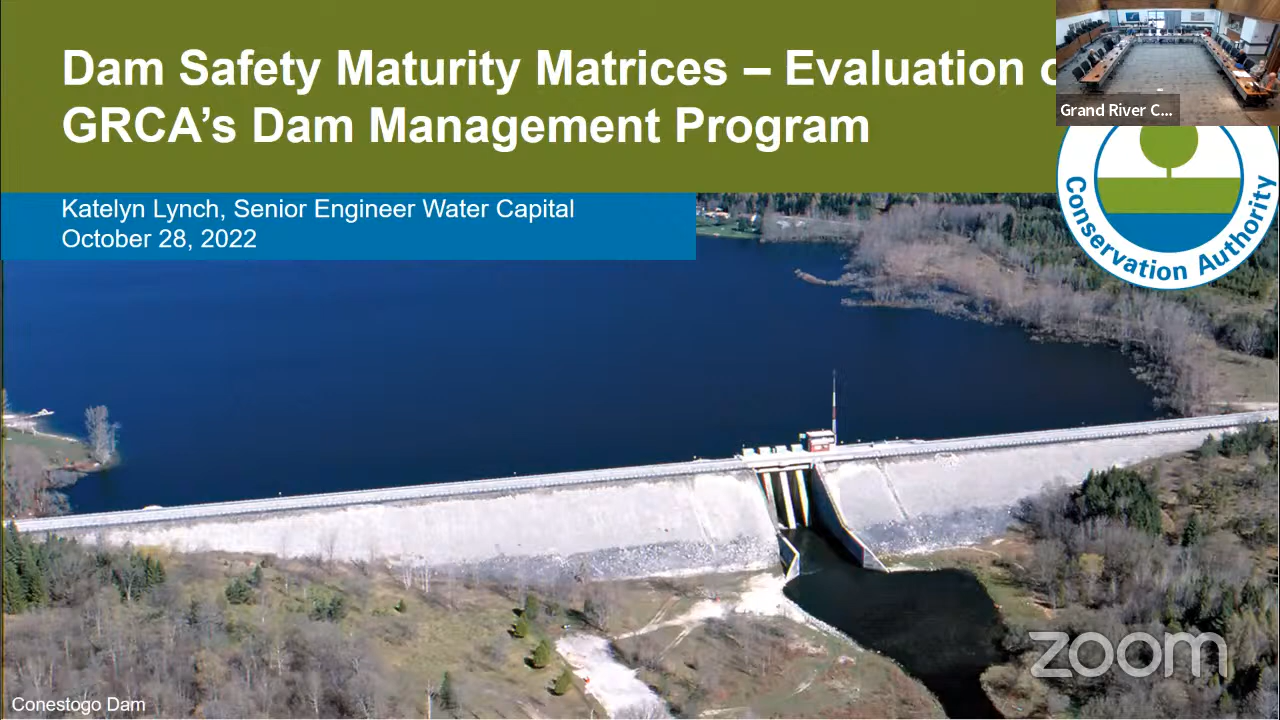 Dam Safety Maturity Matrices – Evaluation
GRCA’s Dam Management Program
Grand River C...
Katelyn Lynch, Senior Engineer Water Capital
October 28, 2022
Conservation Authority
zoom
Conestogo Dam